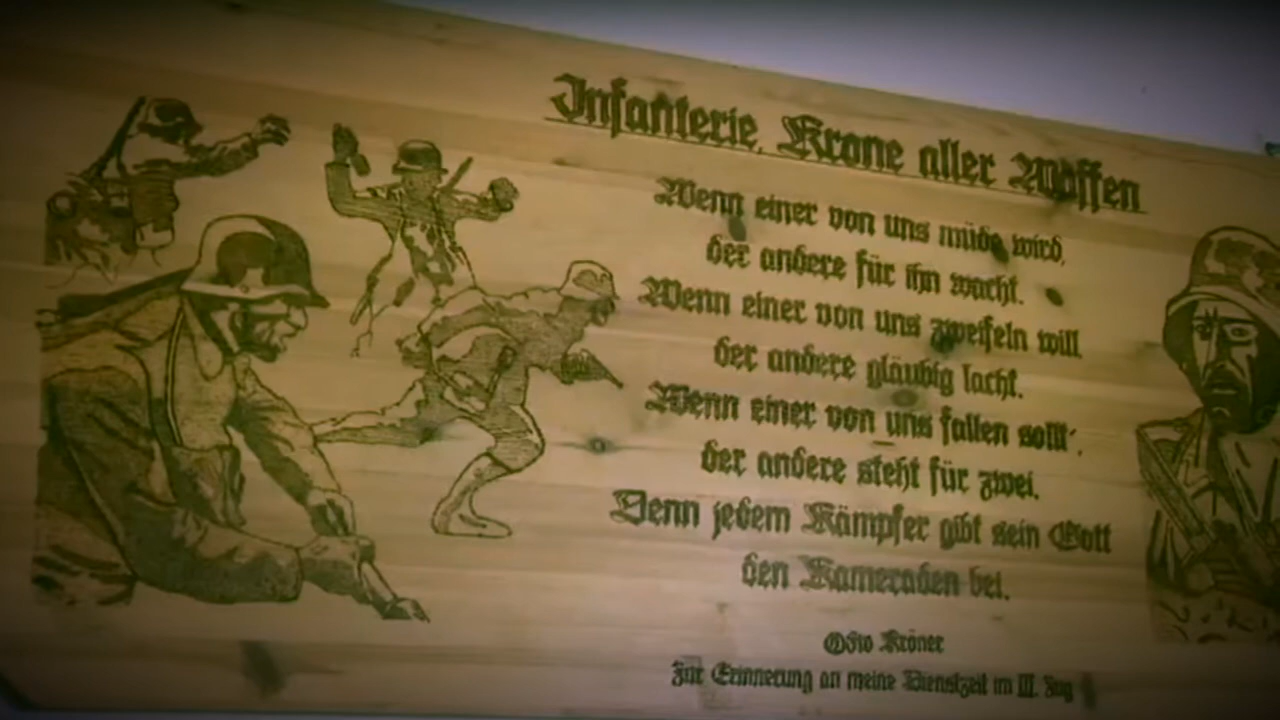 Infanterie, Krone aller Waffen
Wenn einer von uns müde wird,
der andere für ihn wacht.
Wenn einer von uns zweifeln will
der andere gläubig lacht.
Wenn einer von uns fallen sollt',
der andere steht für zwei.
Denn jedem Kämpfer gibt sein Gott
den Kameraden bei.
Kröner
Zur Erinnerung an meine Dienstzeit im III. Zug